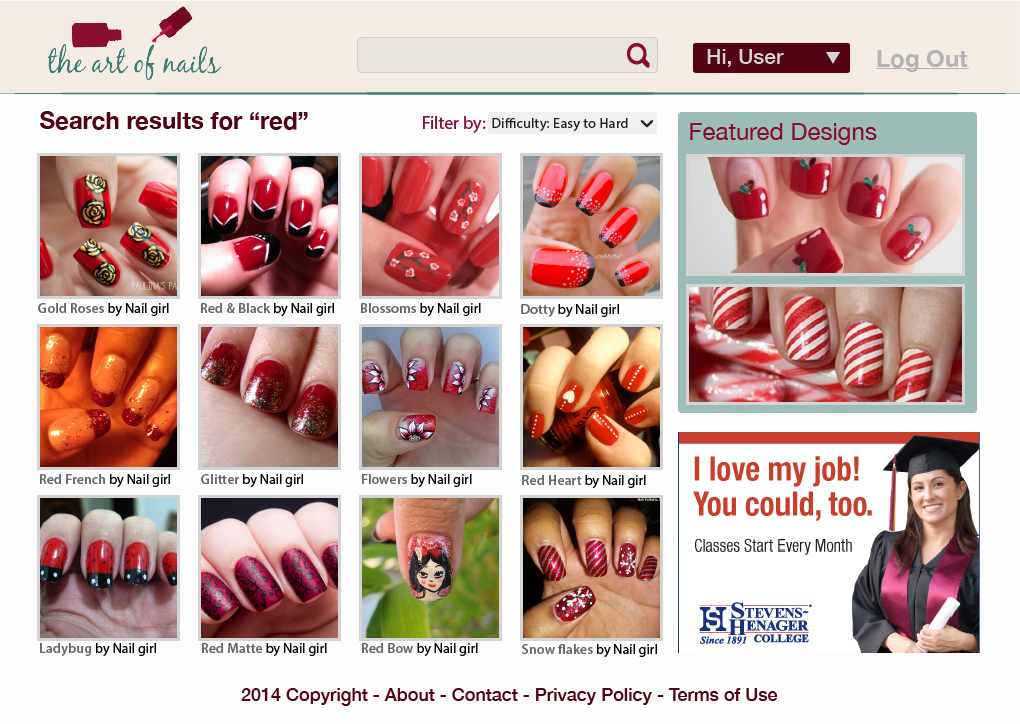 the art of nails
Hi, User
Log Out
Search results for “red”
Filter by: Difficulty: Easy to Hard
Featured Designs
PAULINA'S PA
Gold Roses by Nail girl
Red & Black by Nail girl
Blossoms by Nail girl
Dotty by Nail girl
Red French by Nail girl
Glitter by Nail girl
Flowers by Nail girl
Red Heart by Nail girl
I love my job!
You could, too.
Classes Start Every Month
SH STEVENS-
HENAGER
Since 1891 COLLEGE
Ladybug by Nail girl
Red Matte by Nail girl
Red Bow by Nail girl
Snow flakes by Nail girl
2014 Copyright - About - Contact - Privacy Policy - Terms of Use